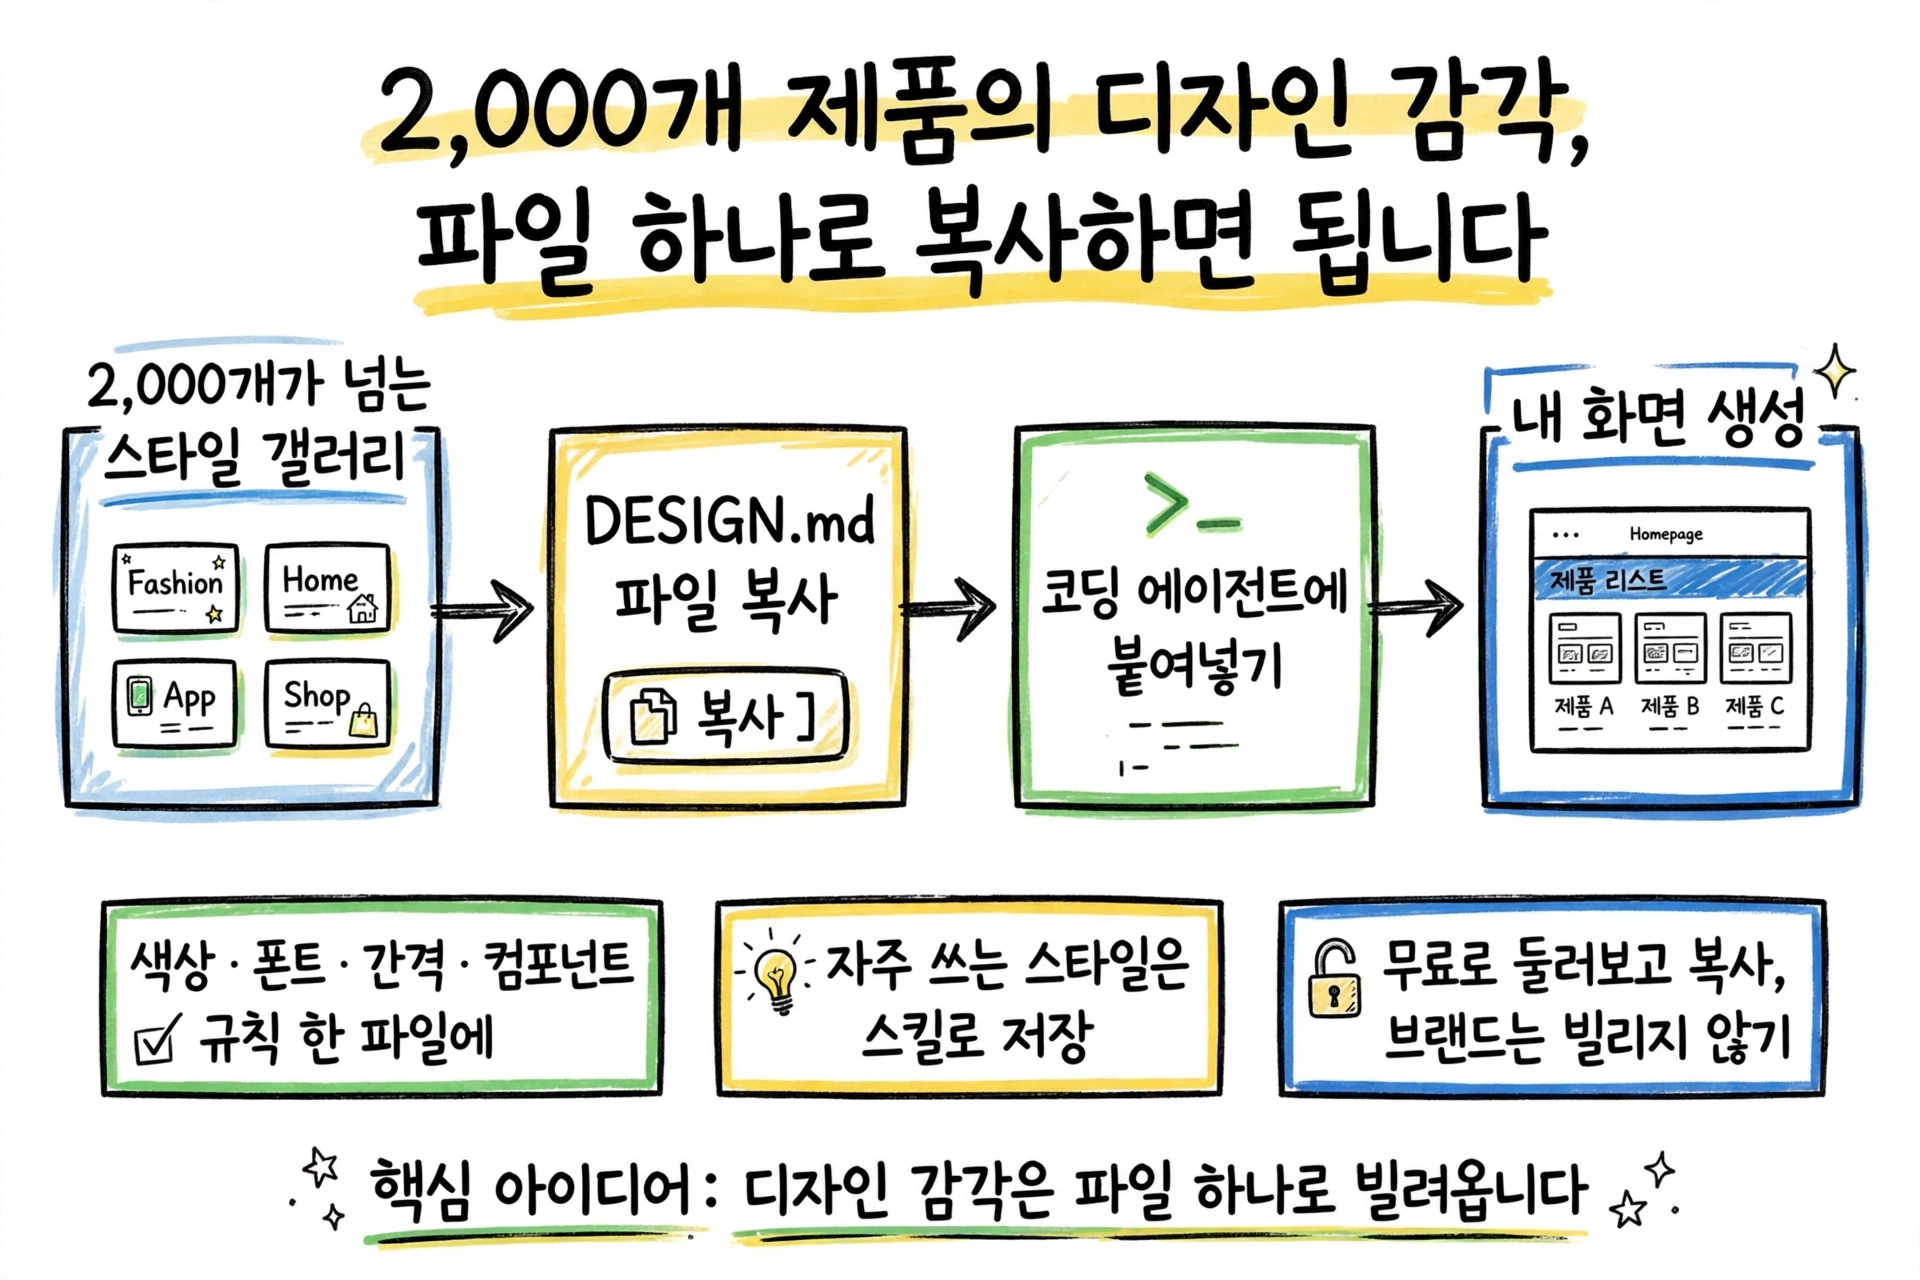 2,000개 제품의 디자인 감각,
파일 하나로 복사하면 됩니다
2,000개가 넘는
스타일 갤러리
Fashion
Home
App
Shop
DESIGN.md
파일 복사
복사 ]
>_
코딩 에이전트에
붙여넣기
내 화면 생성
Homepage
제품 리스트
제품 A
제품 B
제품 C
색상 · 폰트 · 간격 · 컴포넌트
규칙 한 파일에
자주 쓰는 스타일은
스킬로 저장
무료로 둘러보고 복사,
브랜드는 빌리지 않기
핵심 아이디어: 디자인 감각은 파일 하나로 빌려옵니다